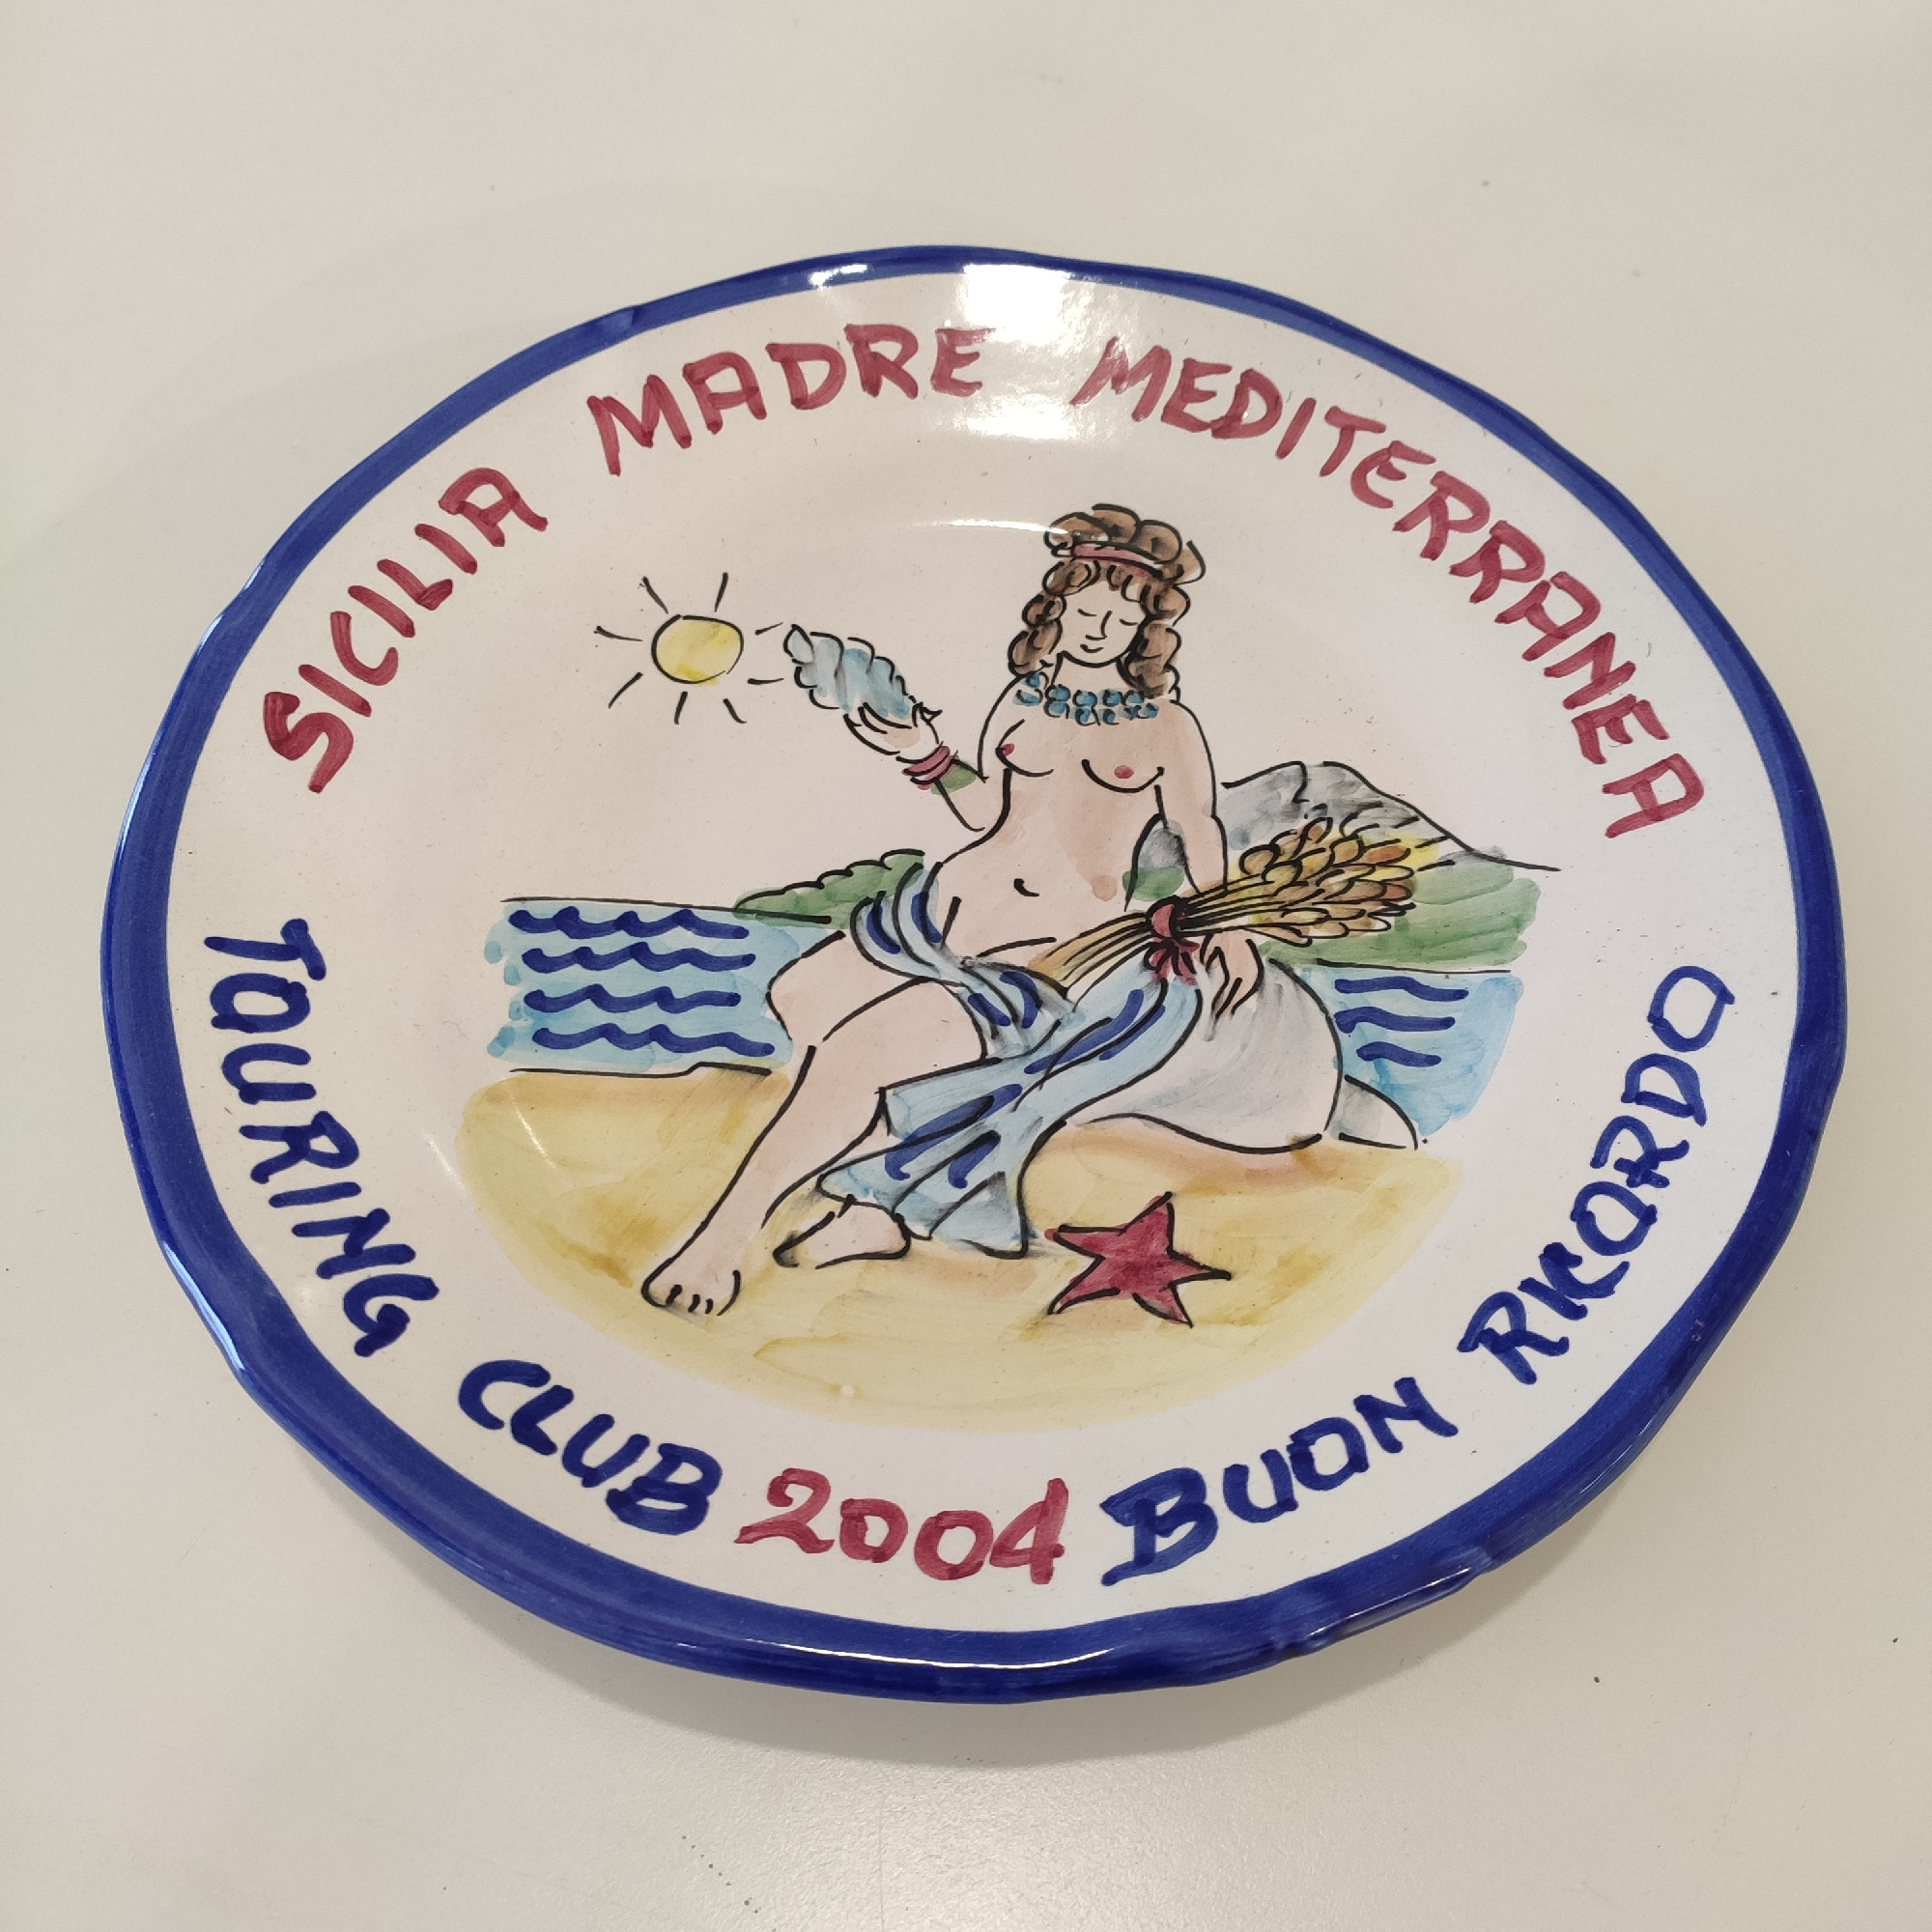 SICILIA MADRE MEDITERRANEA
TOURING CLUB 2004 BUON RICORDO